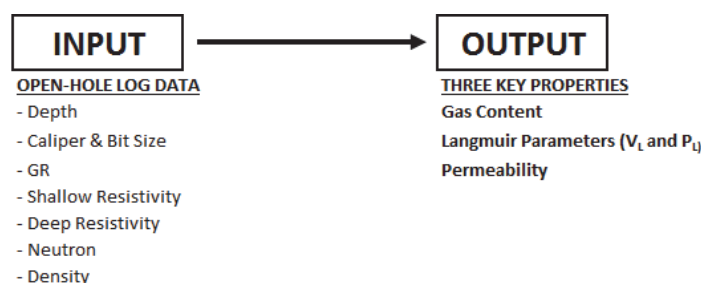 INPUT
OUTPUT
OPEN-HOLE LOG DATA
- Depth
- Caliper & Bit Size
- GR
- Shallow Resistivity
- Deep Resistivity
- Neutron
- Density
THREE KEY PROPERTIES
Gas Content
Langmuir Parameters (VL and PL)
Permeability